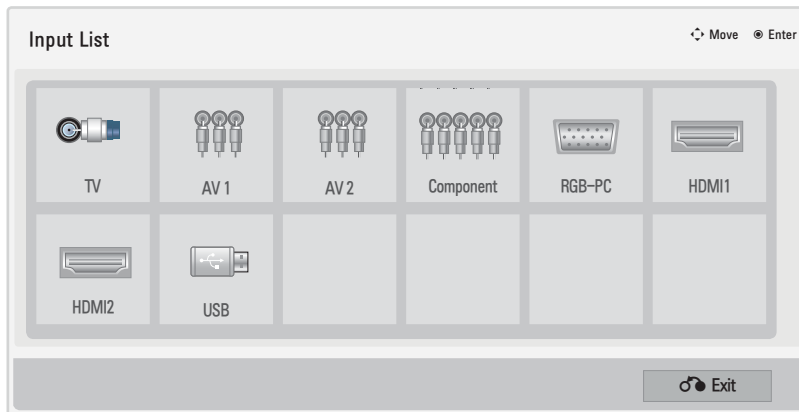 Input List
Move Enter
TV
AV 1
AV 2
Component
RGB-PC
HDMI1
HDMI2
USB
Exit